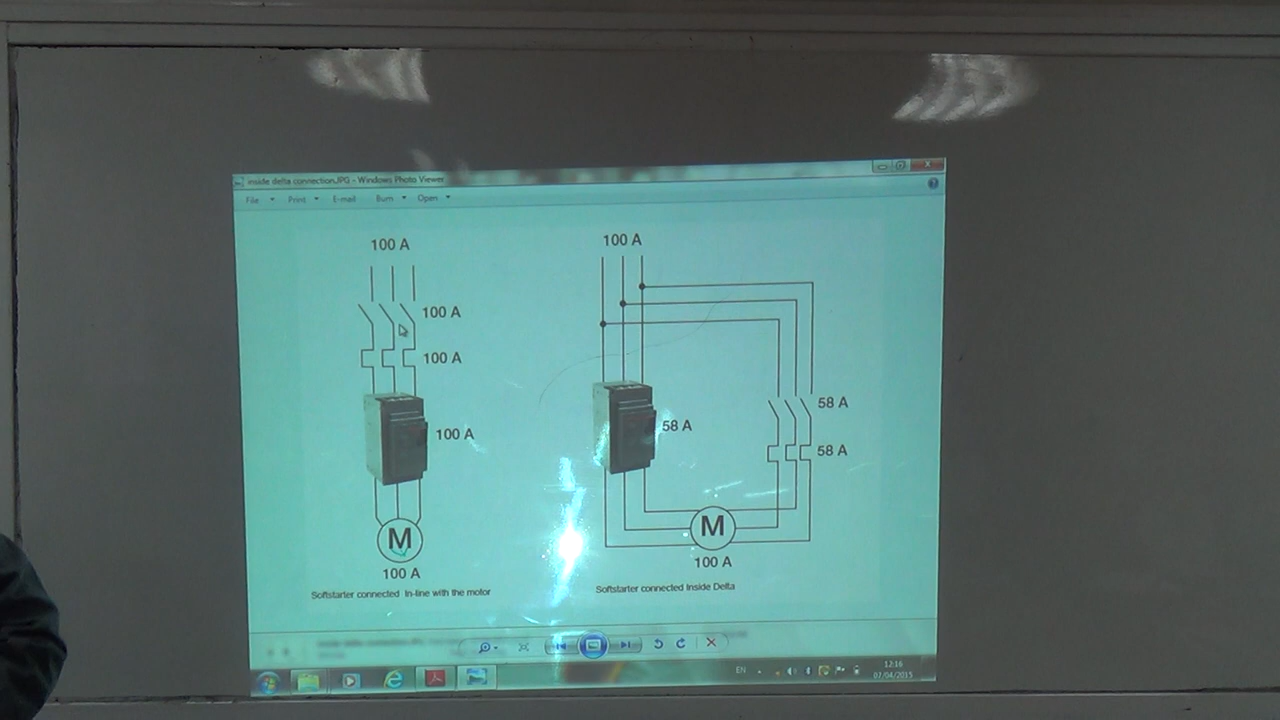 inside delta connection.JPG - Windows Photo Viewer
File Print E-mail Burn Open
100 A
100 A
100 A
100 A
M
100 A
Softstarter connected In-line with the motor
100 A
58 A
58 A
58 A
M
100 A
Softstarter connected Inside Delta
EN
12:16
07/04/2015